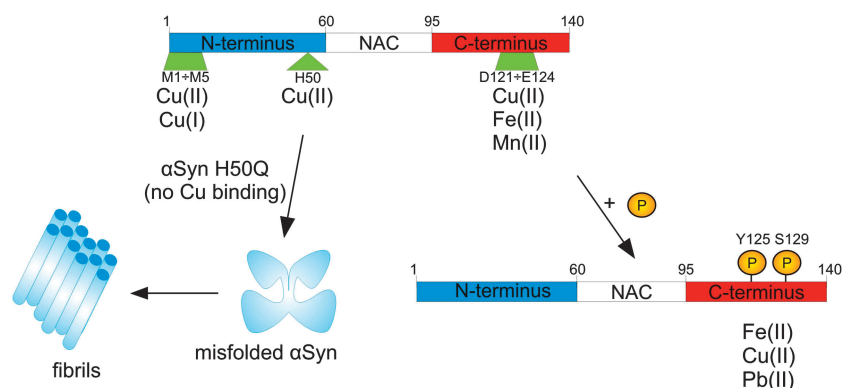 1 60 95 140
N-terminus NAC C-terminus
M1÷M5 H50 D121÷E124
Cu(II) Cu(II) Cu(II)
Cu(I) Fe(II)
Mn(II)
αSyn H50Q
(no Cu binding)
+ P
Y125 S129
P P
1 60 95 140
N-terminus NAC C-terminus
Fe(II)
Cu(II)
Pb(II)
misfolded αSyn
fibrils